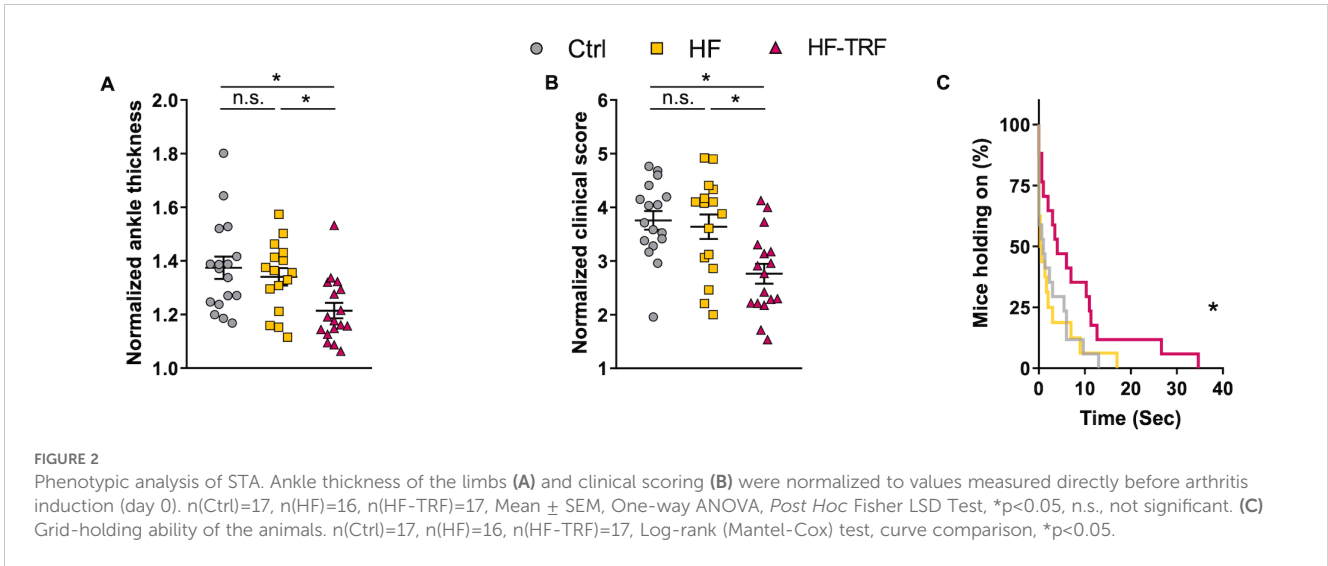 Ctrl HF HF-TRF
A
*
n.s. *
Normalized ankle thickness
2.0
1.8
1.6
1.4
1.2
1.0
B
*
n.s. *
Normalized clinical score
6
5
4
3
2
1
C
Mice holding on (%)
100
75
50
25
0
*
0 10 20 30 40
Time (Sec)
FIGURE 2
Phenotypic analysis of STA. Ankle thickness of the limbs (A) and clinical scoring (B) were normalized to values measured directly before arthritis
induction (day 0). n(Ctrl)=17, n(HF)=16, n(HF-TRF)=17, Mean ± SEM, One-way ANOVA, Post Hoc Fisher LSD Test, *p<0.05, n.s., not significant. (C)
Grid-holding ability of the animals. n(Ctrl)=17, n(HF)=16, n(HF-TRF)=17, Log-rank (Mantel-Cox) test, curve comparison, *p<0.05.